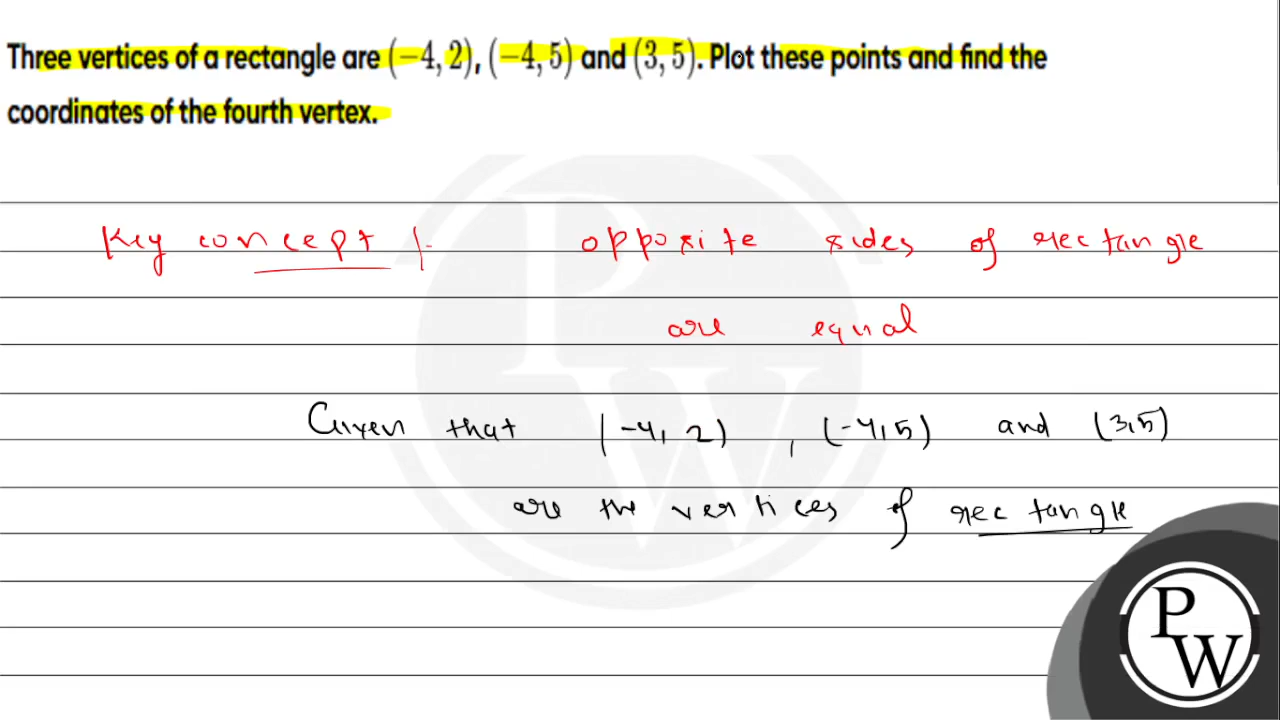 Three vertices of a rectangle are (−4, 2), (−4, 5) and (3, 5). Plot these points and find the
coordinates of the fourth vertex.
Key concept :- opposite sides of rectangle
are equal
Given that (-4, 2) , (-4, 5) and (3, 5)
are the vertices of rectangle
P
W
P
W